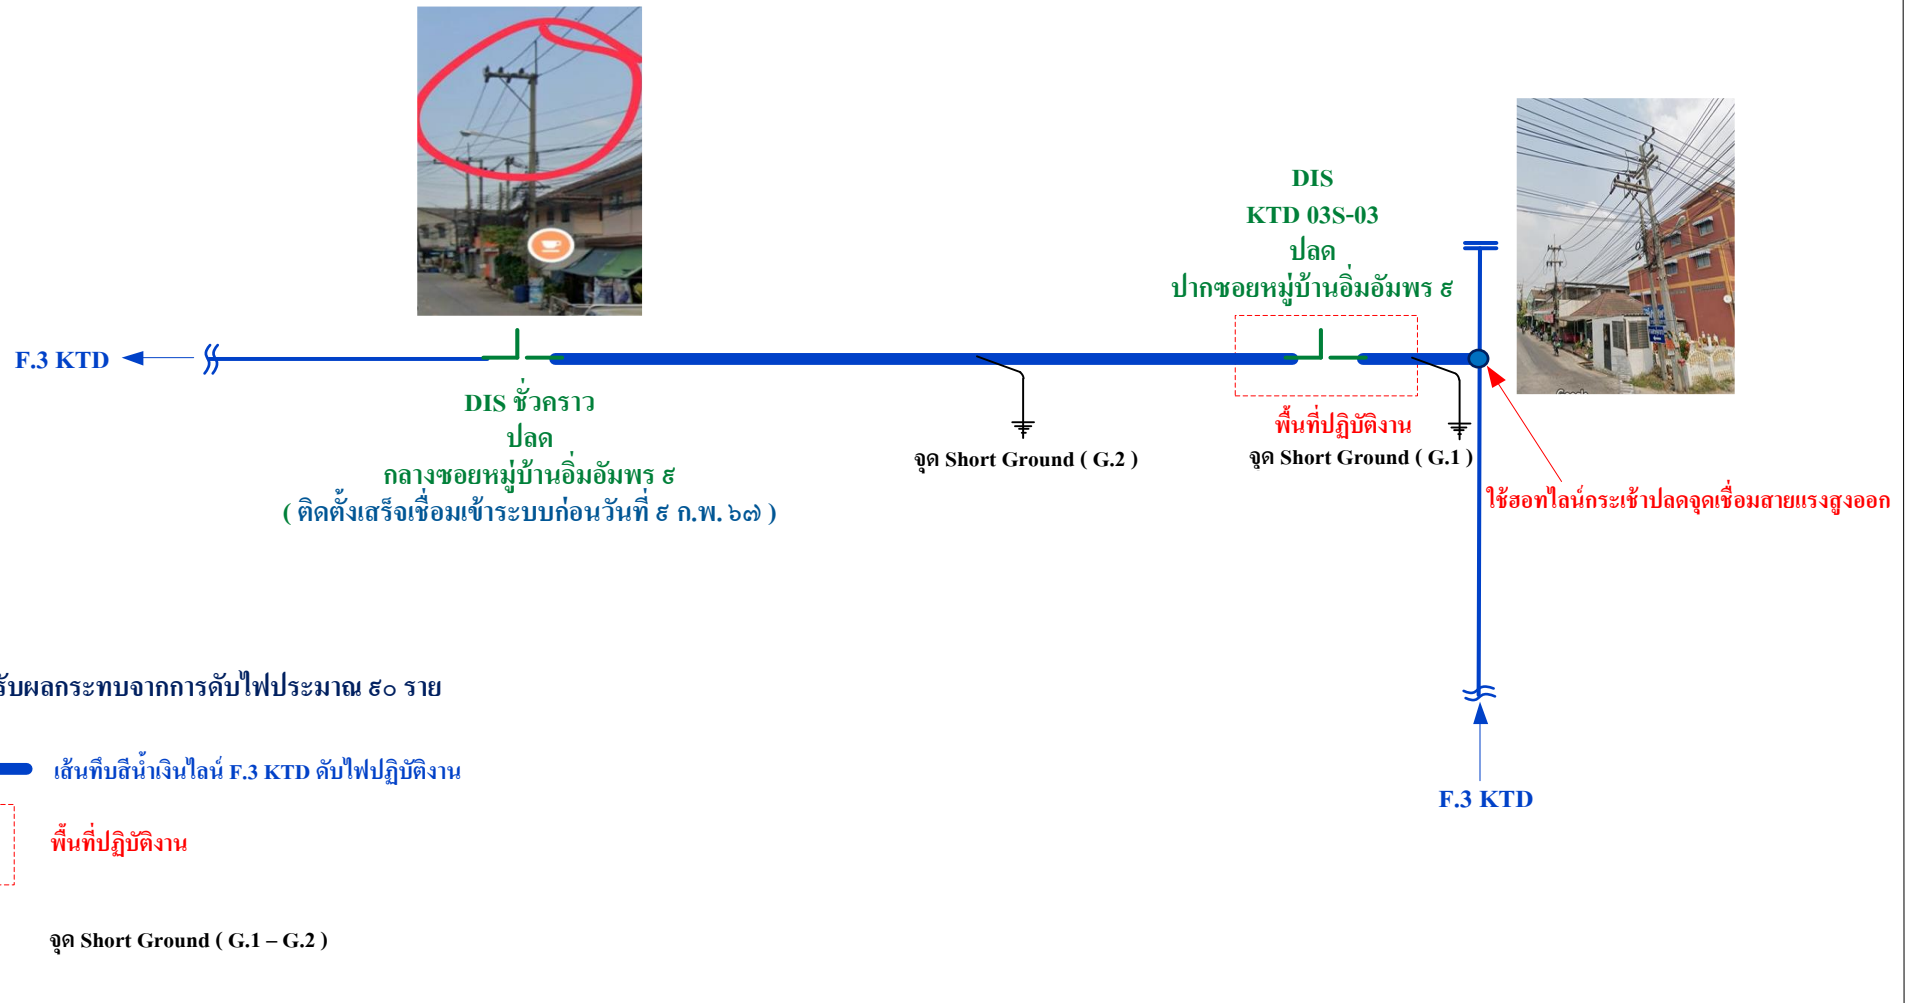 DIS
KTD 03S-03
ปลด
ปากซอยหมู่บ้านอิ่มอัมพร ๙
F.3 KTD
DIS ชั่วคราว
ปลด
กลางซอยหมู่บ้านอิ่มอัมพร ๙
( ติดตั้งเสร็จเชื่อมเข้าระบบก่อนวันที่ ๙ ก.พ. ๖๗ )
จุด Short Ground ( G.2 )
พื้นที่ปฏิบัติงาน
จุด Short Ground ( G.1 )
ใช้ฮอทไลน์กระเช้าปลดจุดเชื่อมสายแรงสูงออก
รับผลกระทบจากการดับไฟประมาณ ๙๐ ราย
เส้นทึบสีน้ำเงินไลน์ F.3 KTD ดับไฟปฏิบัติงาน
F.3 KTD
พื้นที่ปฏิบัติงาน
จุด Short Ground ( G.1 – G.2 )